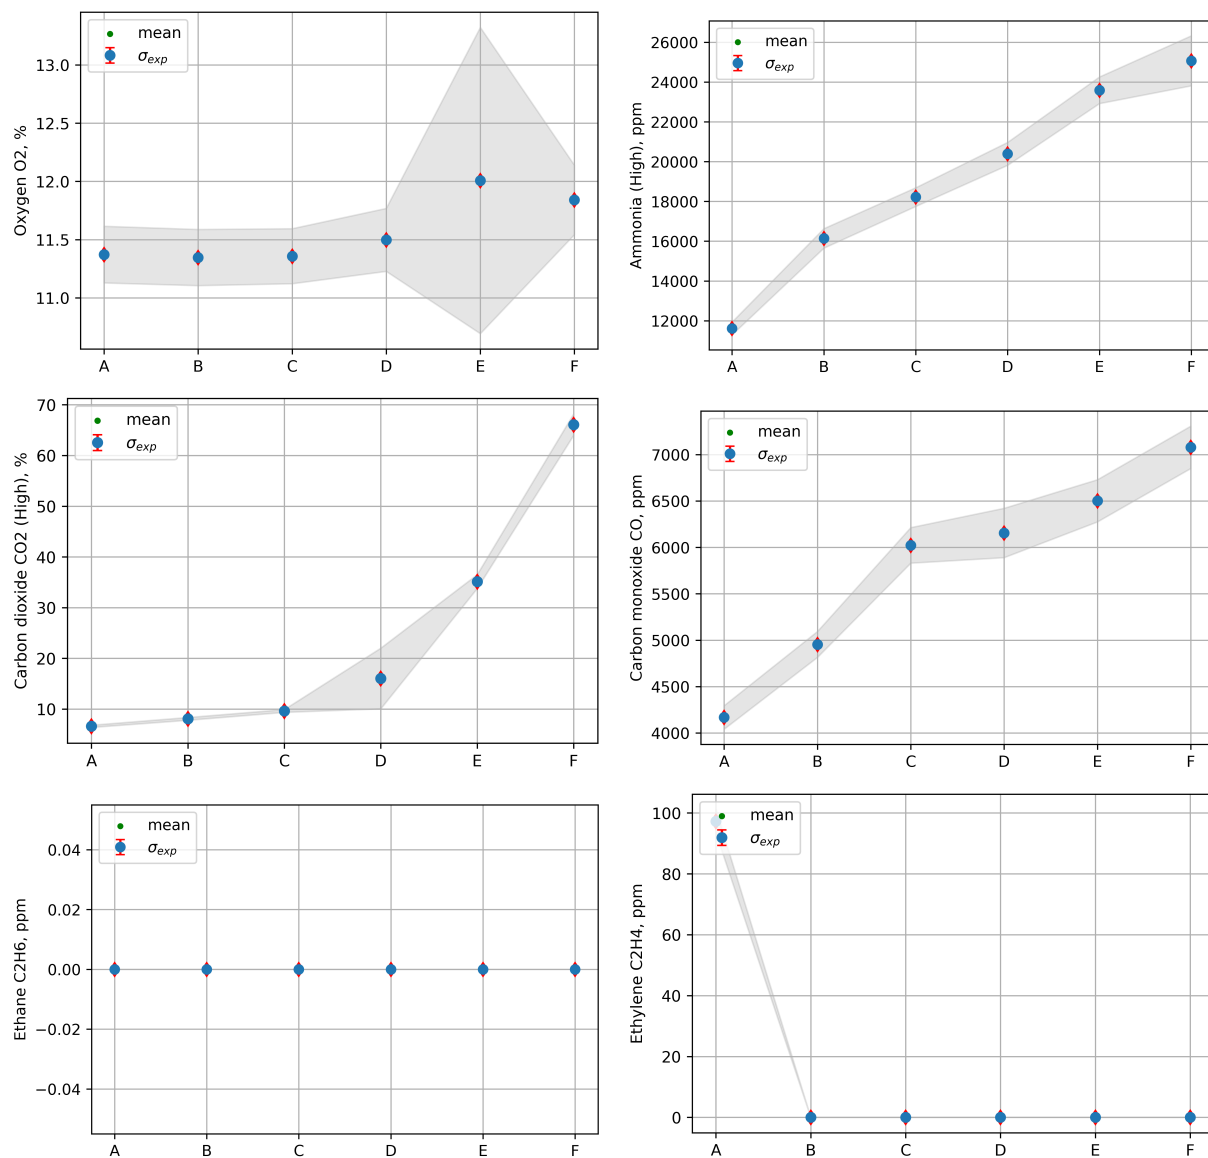 mean
σexp
Oxygen O2, %
13.0
12.5
12.0
11.5
11.0
A B C D E F
mean
σexp
Ammonia (High), ppm
26000
24000
22000
20000
18000
16000
14000
12000
A B C D E F
mean
σexp
Carbon dioxide CO2 (High), %
70
60
50
40
30
20
10
A B C D E F
mean
σexp
Carbon monoxide CO, ppm
7000
6500
6000
5500
5000
4500
4000
A B C D E F
mean
σexp
Ethane C2H6, ppm
0.04
0.02
0.00
−0.02
−0.04
A B C D E F
mean
σexp
Ethylene C2H4, ppm
100
80
60
40
20
0
A B C D E F